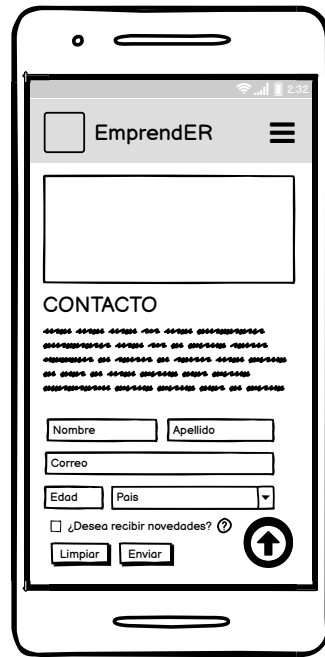 2:32
EmprendER
CONTACTO
Nombre Apellido
Correo
Edad Pais
¿Desea recibir novedades? ?
Limpiar Enviar